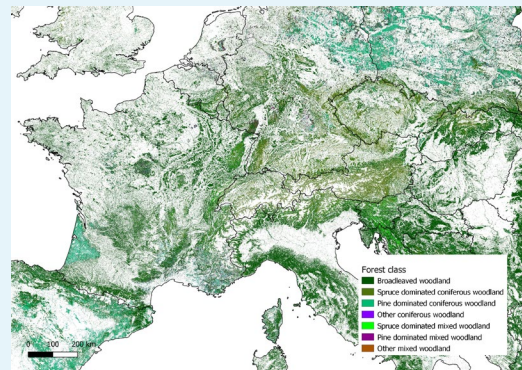 Forest class
Broadleaved woodland
Spruce dominated coniferous woodland
Pine dominated coniferous woodland
Other coniferous woodland
Spruce dominated mixed woodland
Pine dominated mixed woodland
Other mixed woodland
0 100 200 km